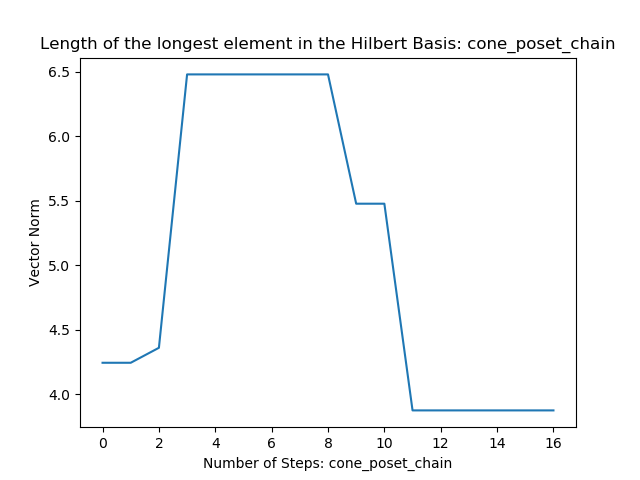 Length of the longest element in the Hilbert Basis: cone_poset_chain
6.5
6.0
5.5
5.0
4.5
4.0
Vector Norm
0 2 4 6 8 10 12 14 16
Number of Steps: cone_poset_chain